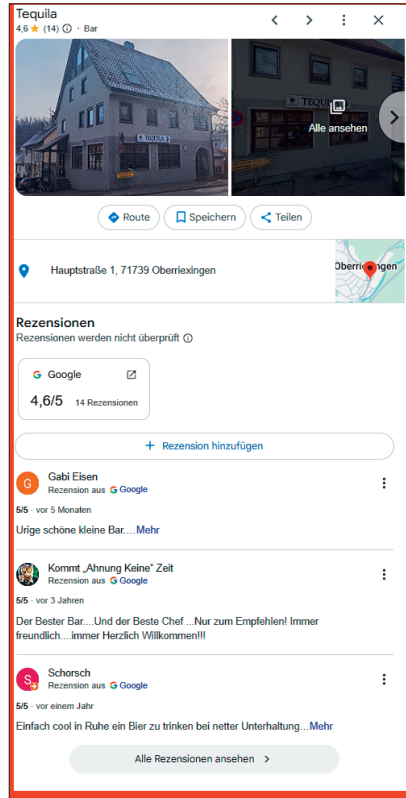 Tequila
4,6 ★ (14) · Bar
TEQUILA
Alle ansehen
Route
Speichern
Teilen
Hauptstraße 1, 71739 Oberriexingen
Rezensionen
Rezensionen werden nicht überprüft
Google
4,6/5 14 Rezensionen
+ Rezension hinzufügen
G
Gabi Eisen
Rezension aus Google
5/5 · vor 5 Monaten
Urige schöne kleine Bar....Mehr
Kommt „Ahnung Keine“ Zeit
Rezension aus Google
5/5 · vor 3 Jahren
Der Bester Bar....Und der Beste Chef ...Nur zum Empfehlen! Immer
freundlich....immer Herzlich Willkommen!!!
S
Schorsch
Rezension aus Google
5/5 · vor einem Jahr
Einfach cool in Ruhe ein Bier zu trinken bei netter Unterhaltung...Mehr
Alle Rezensionen ansehen